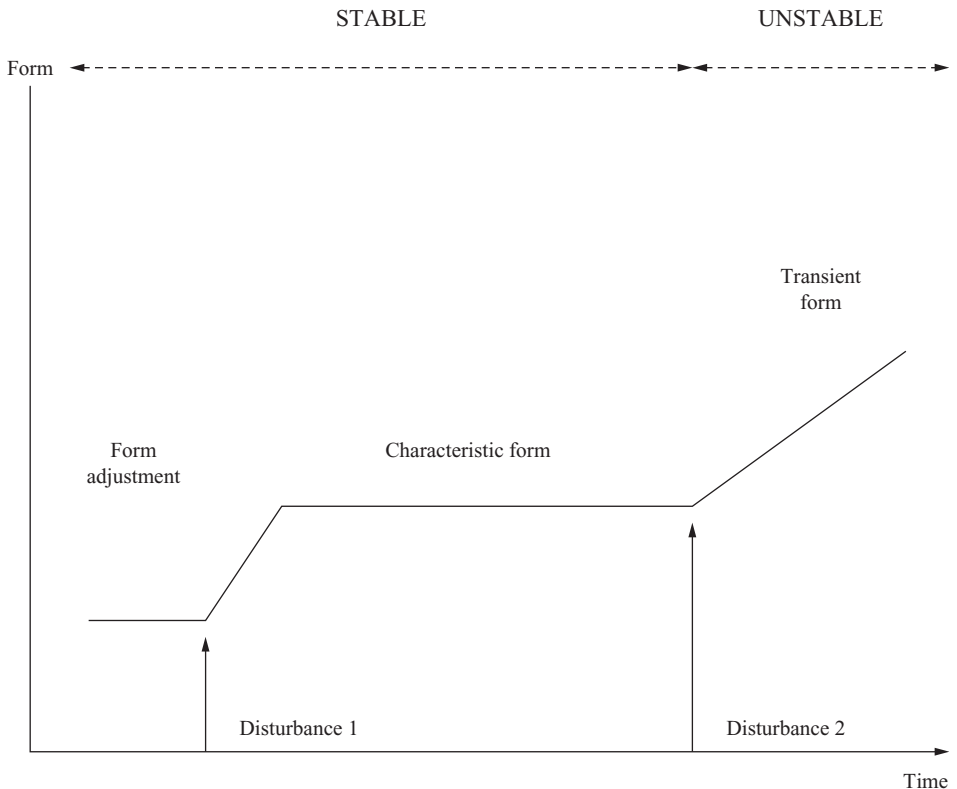 STABLE
UNSTABLE
Form
Transient
form
Form
adjustment
Characteristic form
Disturbance 1
Disturbance 2
Time